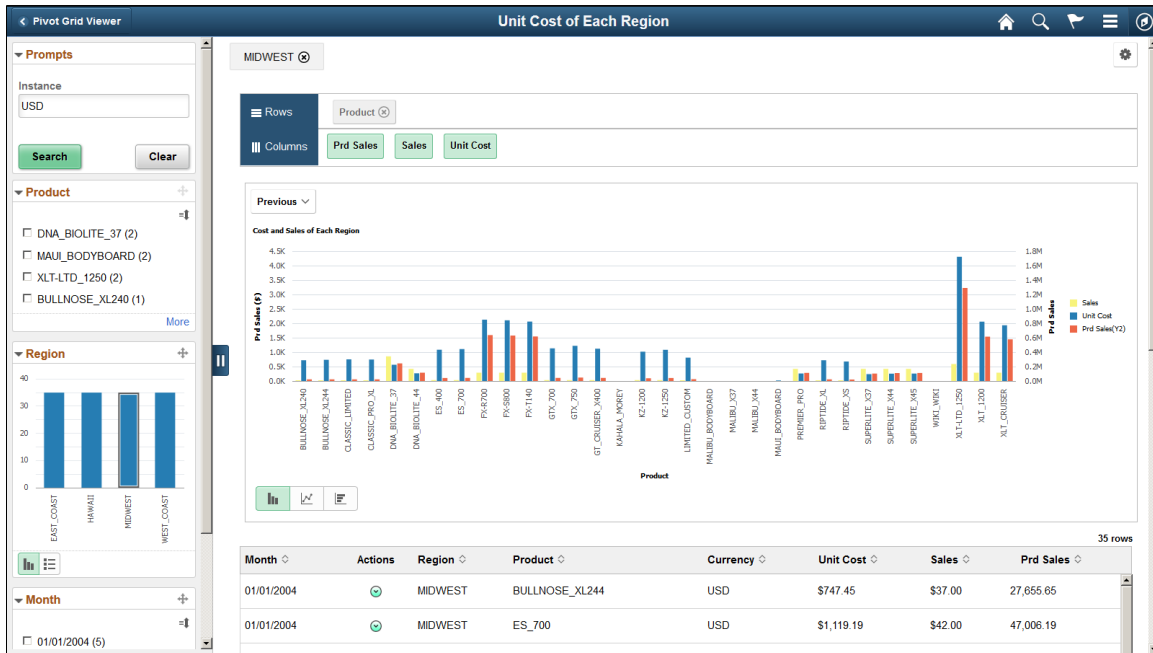 Pivot Grid Viewer
Unit Cost of Each Region
Prompts
Instance
USD
Search
Clear
Product
DNA_BIOLITE_37 (2)
MAUI_BODYBOARD (2)
XLT-LTD_1250 (2)
BULLNOSE_XL240 (1)
More
Region
40
30
20
10
0
EAST_COAST
HAWAII
MIDWEST
WEST_COAST
Month
01/01/2004 (5)
MIDWEST
Rows
Product
Columns
Prd Sales
Sales
Unit Cost
Previous
Cost and Sales of Each Region
Prd Sales ($)
4.5K
4.0K
3.5K
3.0K
2.5K
2.0K
1.5K
1.0K
0.5K
0.0K
BULLNOSE_XL240
BULLNOSE_XL244
CLASSIC_LIMITED
CLASSIC_PRO_XL
DNA_BIOLITE_37
DNA_BIOLITE_44
ES_400
ES_700
FX-R700
FX-S800
FX-T140
GTX_700
GTX_750
GT_CRUISER_X400
KAHALA_MOREY
KZ-1200
KZ-1250
LIMITED_CUSTOM
MALIBU_BODYBOARD
MALIBU_X37
MALIBU_X44
MAUI_BODYBOARD
PREMIER_PRO
RIPTIDE_XL
RIPTIDE_XS
SUPERLITE_X37
SUPERLITE_X44
SUPERLITE_X45
WIKI_WIKI
XLT-LTD_1250
XLT_1200
XLT_CRUISER
Product
1.8M
1.6M
1.4M
1.2M
1.0M
0.8M
0.6M
0.4M
0.2M
0.0M
Prd Sales
Sales
Unit Cost
Prd Sales(Y2)
35 rows
Month Actions Region Product Currency Unit Cost Sales Prd Sales
01/01/2004 MIDWEST BULLNOSE_XL244 USD $747.45 $37.00 27,655.65
01/01/2004 MIDWEST ES_700 USD $1,119.19 $42.00 47,006.19